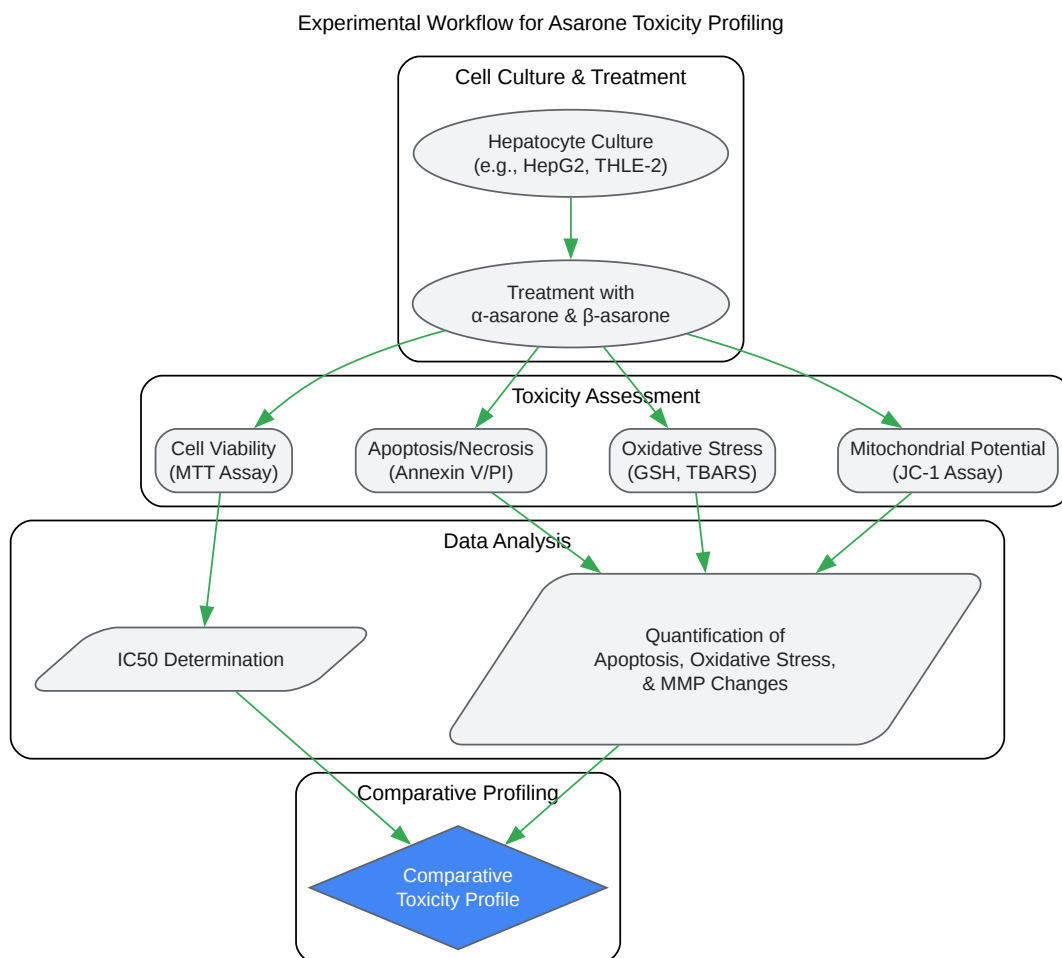 Experimental Workflow for Asarone Toxicity Profiling
Cell Culture & Treatment
Hepatocyte Culture
(e.g., HepG2, THLE-2)
Treatment with
α-asarone & β-asarone
Toxicity Assessment
Cell Viability
(MTT Assay)
Apoptosis/Necrosis
(Annexin V/PI)
Oxidative Stress
(GSH, TBARS)
Mitochondrial Potential
(JC-1 Assay)
Data Analysis
IC50 Determination
Quantification of
Apoptosis, Oxidative Stress,
& MMP Changes
Comparative Profiling
Comparative
Toxicity Profile